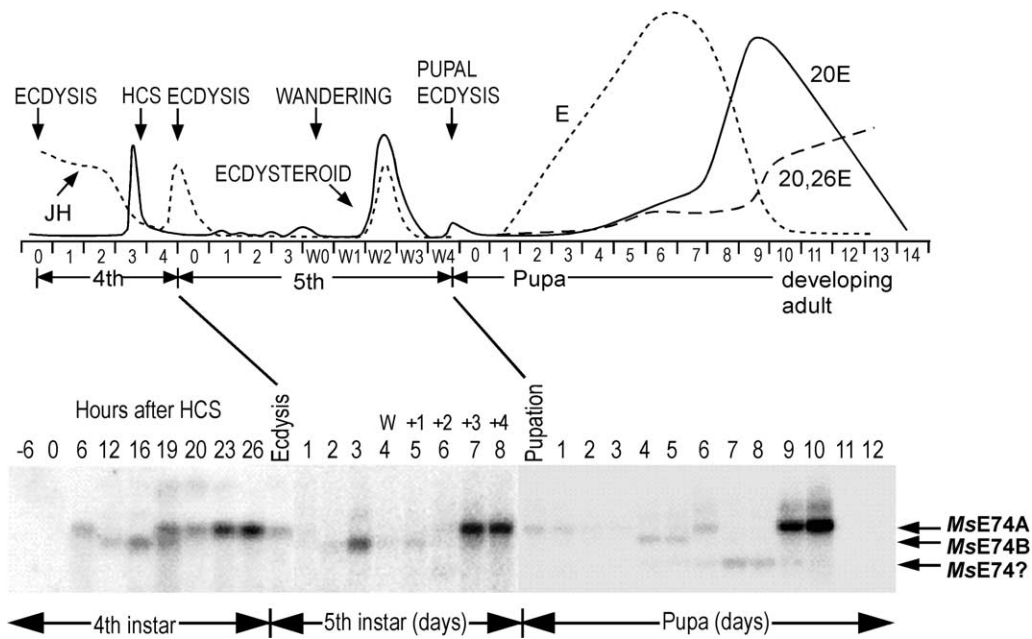 PUPAL
ECDYSIS HCS ECDYSIS WANDERING ECDYSIS
E 20E
ECDYSTEROID
20,26E
JH
0 1 2 3 4 0 1 2 3 W0 W1 W2 W3 W4 0 1 2 3 4 5 6 7 8 9 10 11 12 13 14
4th 5th Pupa developing
adult
Hours after HCS
Ecdysis
W +1 +2 +3 +4
Pupation
-6 0 6 12 16 19 20 23 26 1 2 3 4 5 6 7 8 1 2 3 4 5 6 7 8 9 10 11 12
MsE74A
MsE74B
MsE74?
4th instar 5th instar (days) Pupa (days)